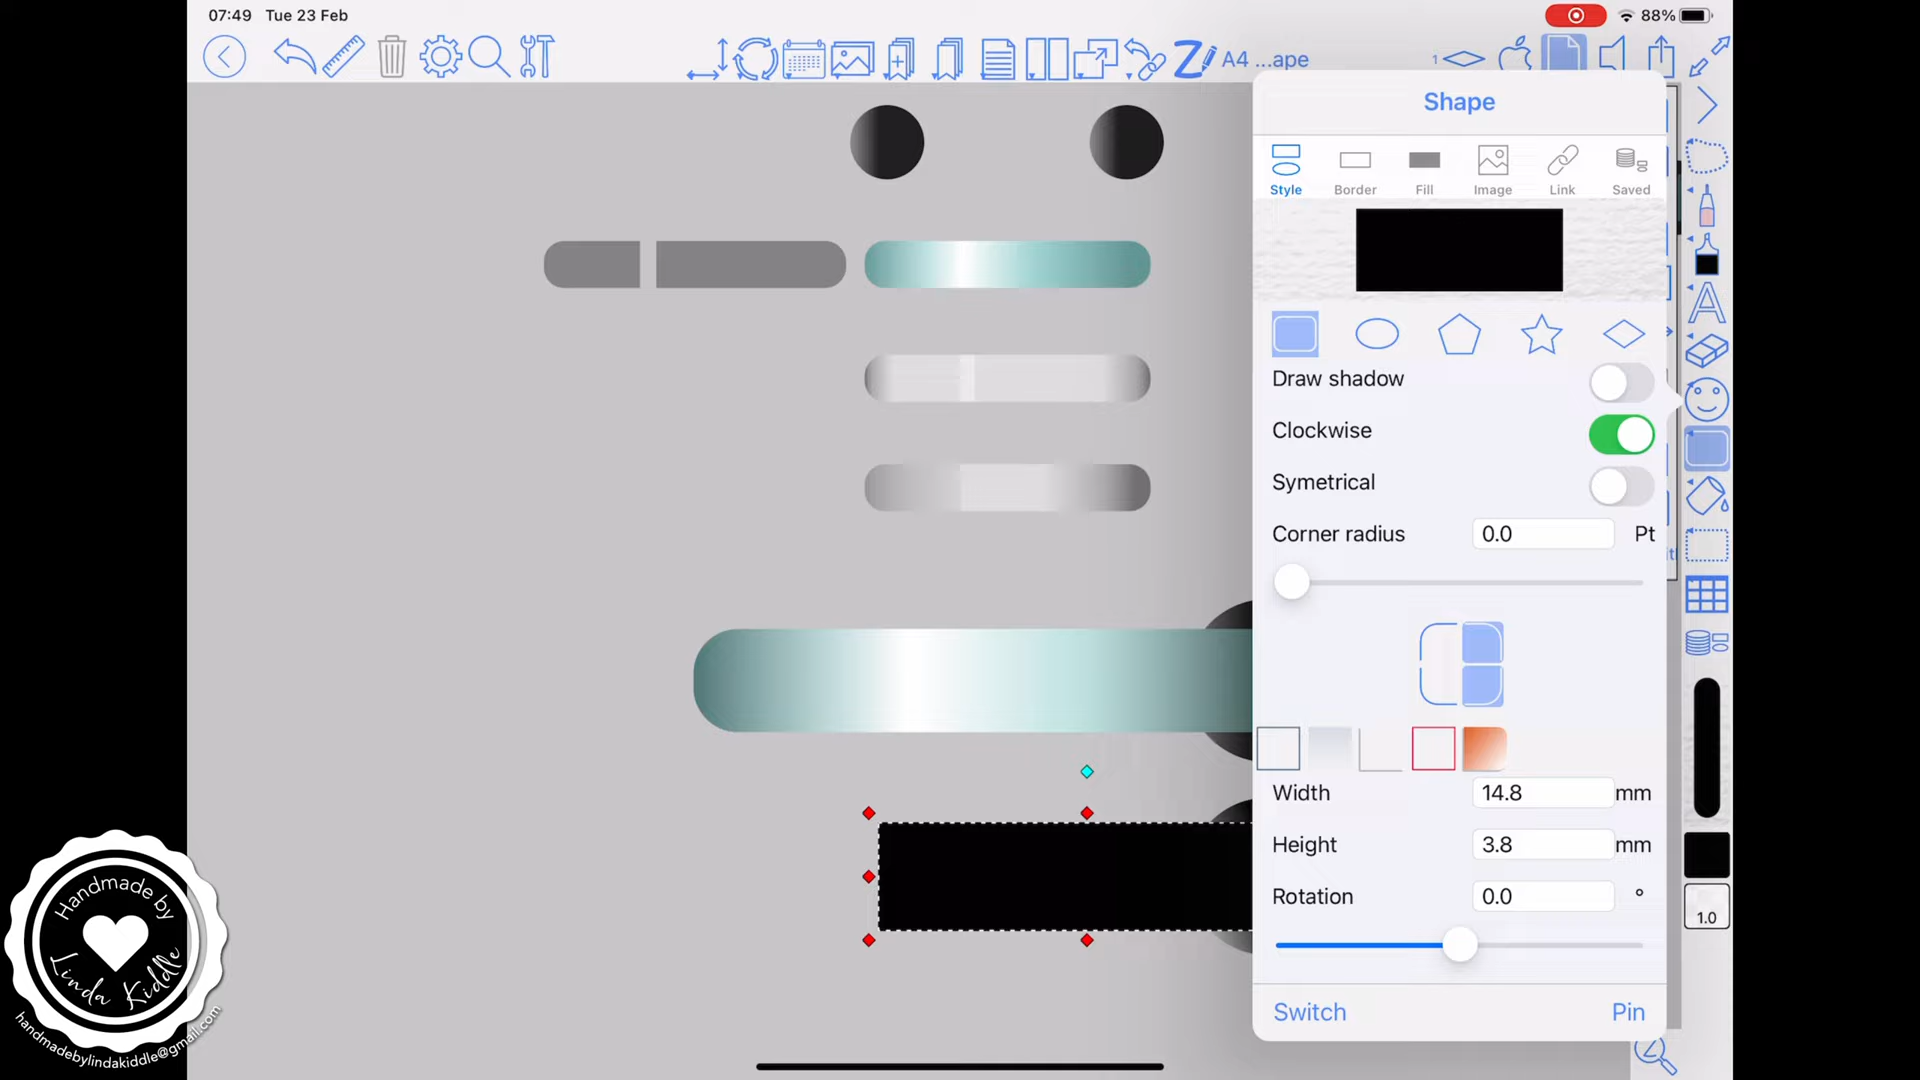 07:49 Tue 23 Feb
88%
A4 ...ape
1
Shape
Style
Border
Fill
Image
Link
Saved
Draw shadow
Clockwise
Symetrical
Corner radius 0.0 Pt
Width 14.8 mm
Height 3.8 mm
Rotation 0.0 °
Switch
Pin
1.0
Handmade by
Linda Kiddle
handmadebylindakiddle@gmail.com